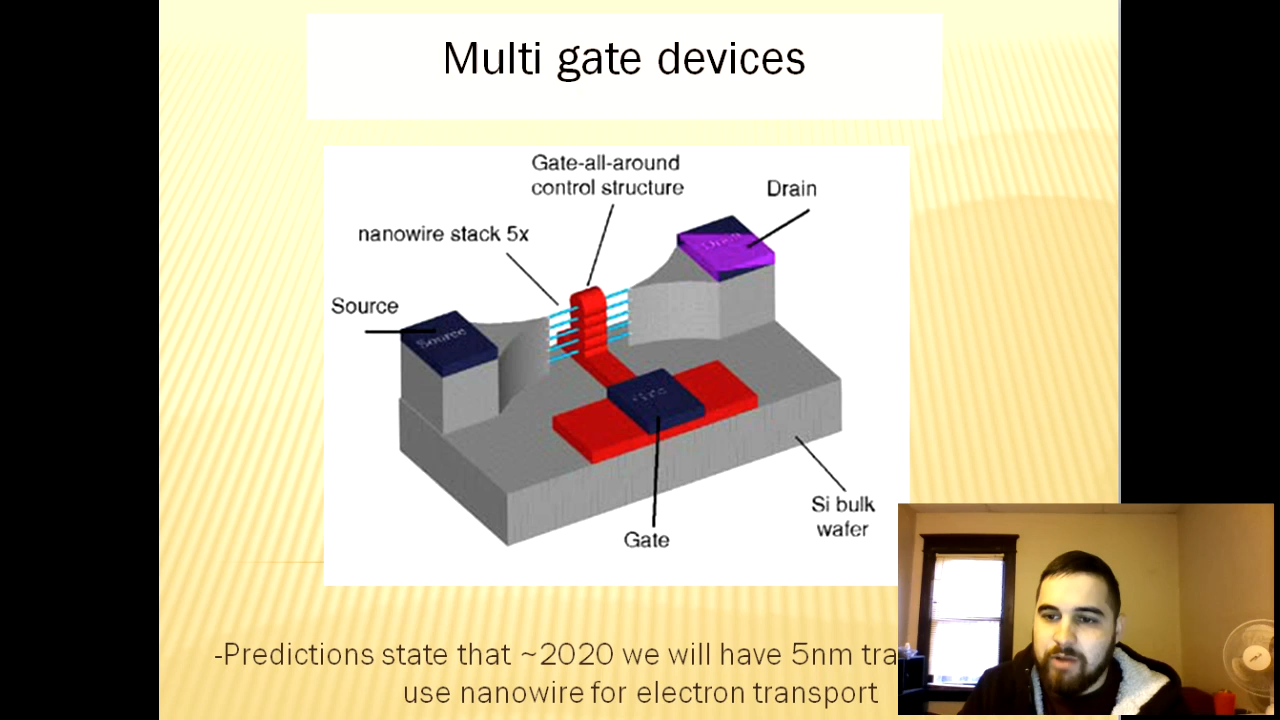 Multi gate devices
Gate-all-around
control structure
Drain
nanowire stack 5x
Source
Source
Si bulk
wafer
Gate
-Predictions state that ~2020 we will have 5nm
use nanowire for electron transport